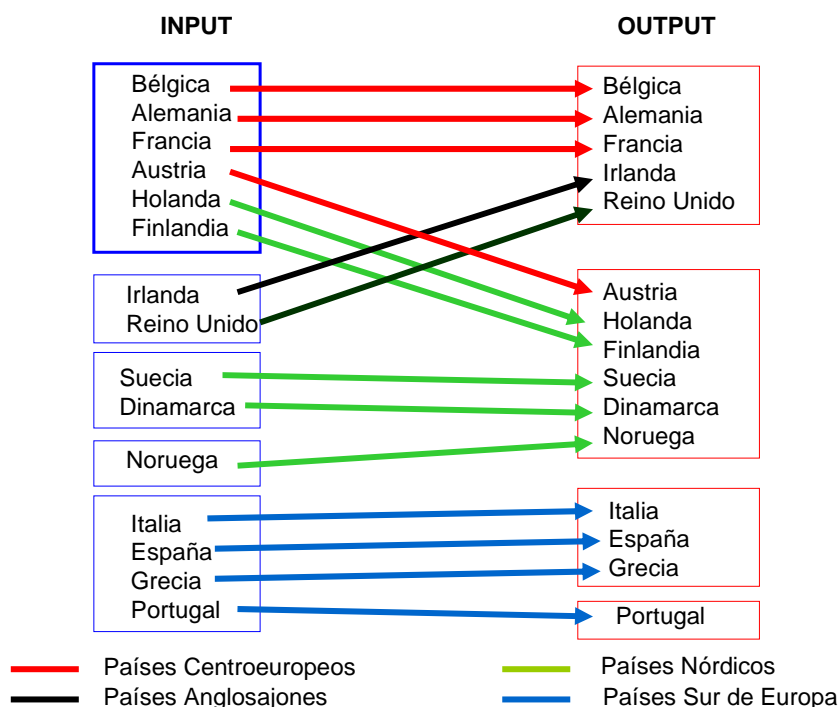 INPUT
Bélgica
Alemania
Francia
Austria
Holanda
Finlandia
Irlanda
Reino Unido
Suecia
Dinamarca
Noruega
Italia
España
Grecia
Portugal
OUTPUT
Bélgica
Alemania
Francia
Irlanda
Reino Unido
Austria
Holanda
Finlandia
Suecia
Dinamarca
Noruega
Italia
España
Grecia
Portugal
Países Centroeuropeos
Países Anglosajones
Países Nórdicos
Países Sur de Europa